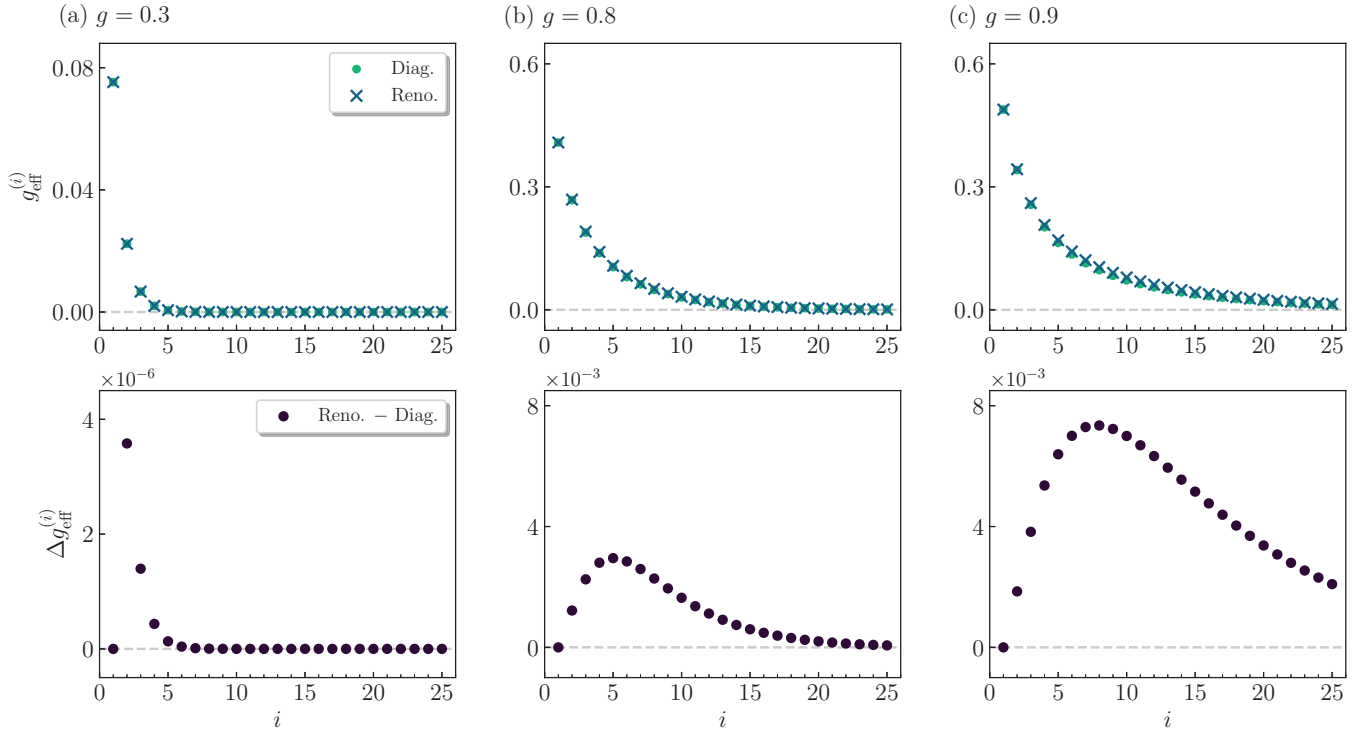 (a) g = 0.3
(b) g = 0.8
(c) g = 0.9
g_eff^(i)
0.08
0.04
0.00
Diag.
Reno.
0 5 10 15 20 25
0.6
0.3
0.0
0 5 10 15 20 25
0.6
0.3
0.0
0 5 10 15 20 25
Δg_eff^(i)
×10⁻⁶
4
2
0
Reno. − Diag.
0 5 10 15 20 25
i
×10⁻³
8
4
0
0 5 10 15 20 25
i
×10⁻³
8
4
0
0 5 10 15 20 25
i